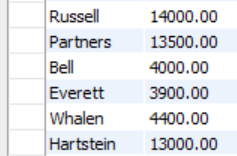 Russell 14000.00
Partners 13500.00
Bell 4000.00
Everett 3900.00
Whalen 4400.00
Hartstein 13000.00